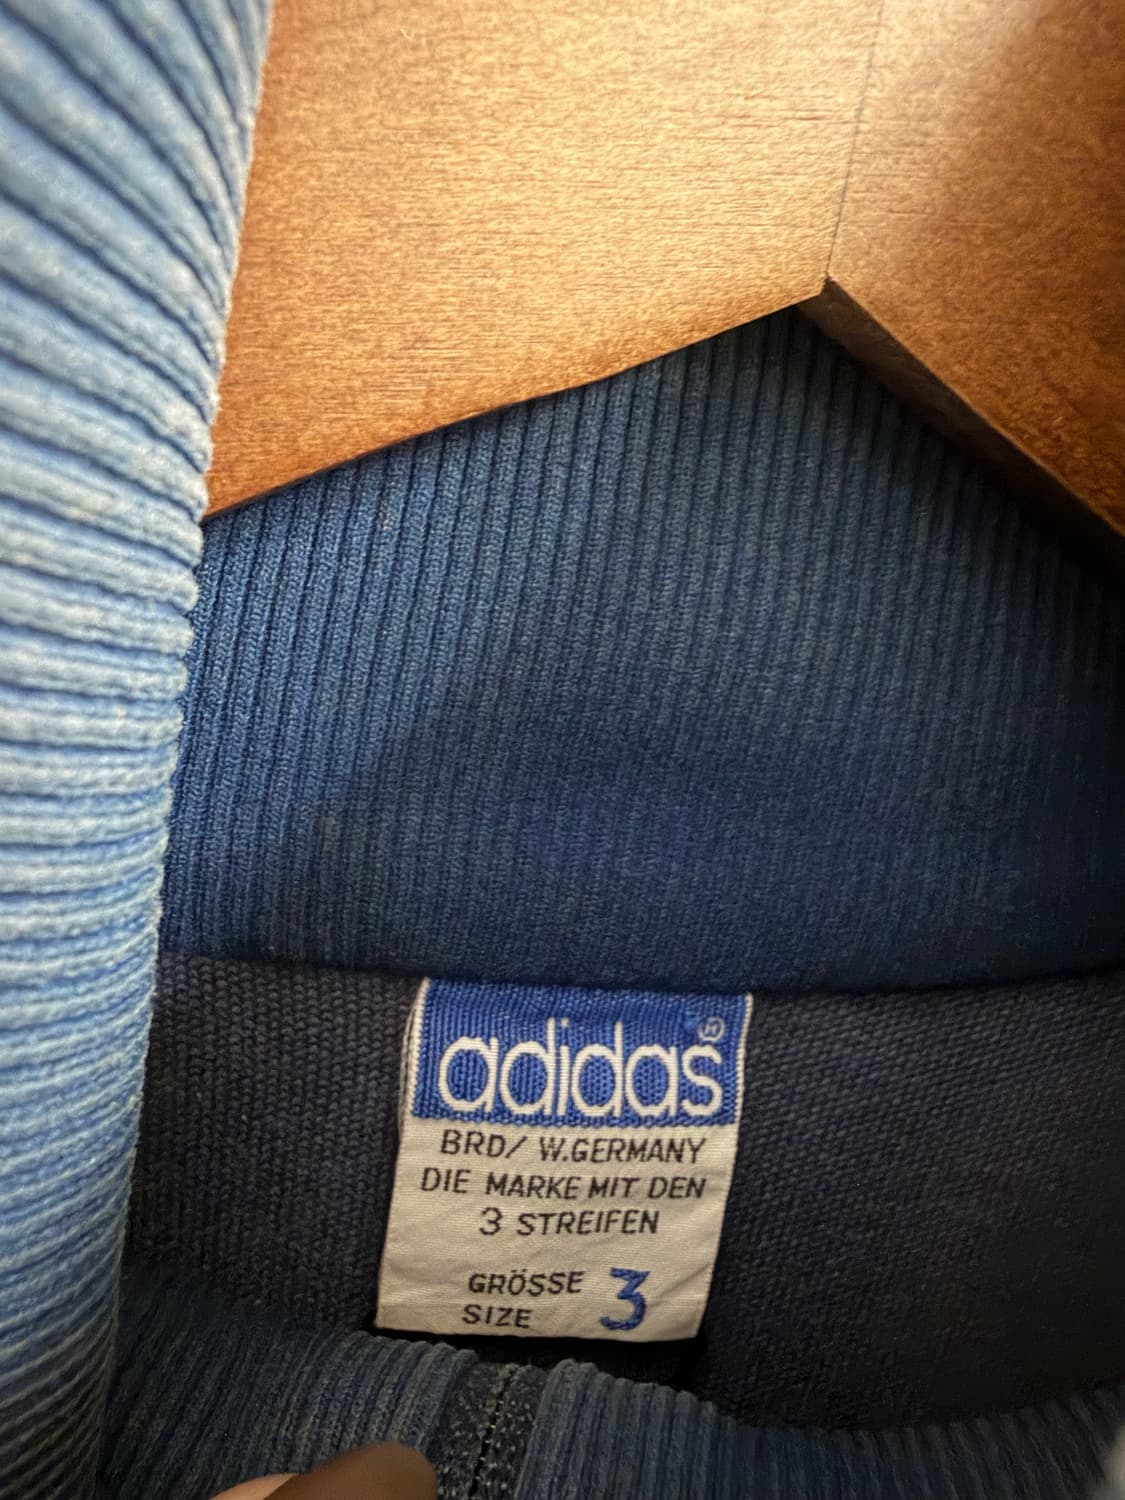 adidas®
BRD/ W.GERMANY
DIE MARKE MIT DEN
3 STREIFEN
GRÖSSE 3
SIZE